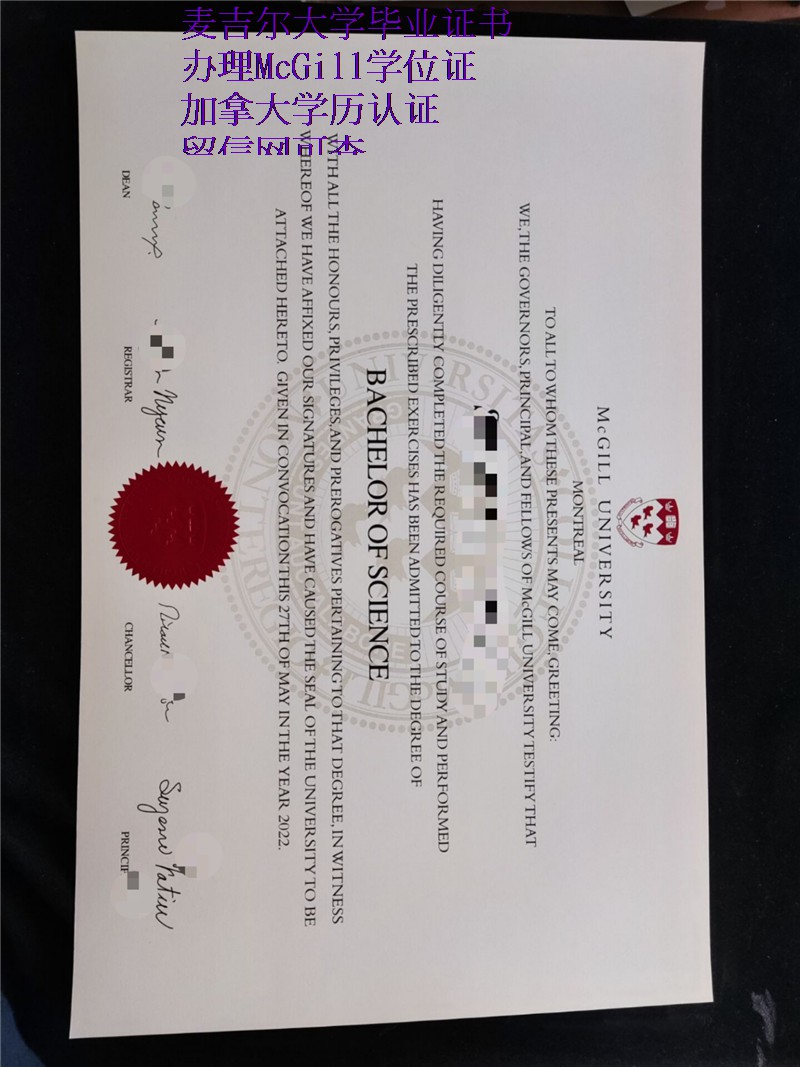 麦吉尔大学毕业证书
办理McGill学位证
加拿大学历认证
留信网可查
McGILL UNIVERSITY
MONTREAL
TO ALL TO WHOM THESE PRESENTS MAY COME, GREETING:
WE, THE GOVERNORS, PRINCIPAL, AND FELLOWS OF McGILL UNIVERSITY TESTIFY THAT
HAVING DILIGENTLY COMPLETED THE REQUIRED COURSE OF STUDY AND PERFORMED
THE PRESCRIBED EXERCISES HAS BEEN ADMITTED TO THE DEGREE OF
BACHELOR OF SCIENCE
WITH ALL THE HONOURS, PRIVILEGES, AND PREROGATIVES PERTAINING TO THAT DEGREE, IN WITNESS
WHEREOF WE HAVE AFFIXED OUR SIGNATURES AND HAVE CAUSED THE SEAL OF THE UNIVERSITY TO BE
ATTACHED HERETO, GIVEN IN CONVOCATION THIS 27TH OF MAY IN THE YEAR 2022.
DEAN
REGISTRAR
CHANCELLOR